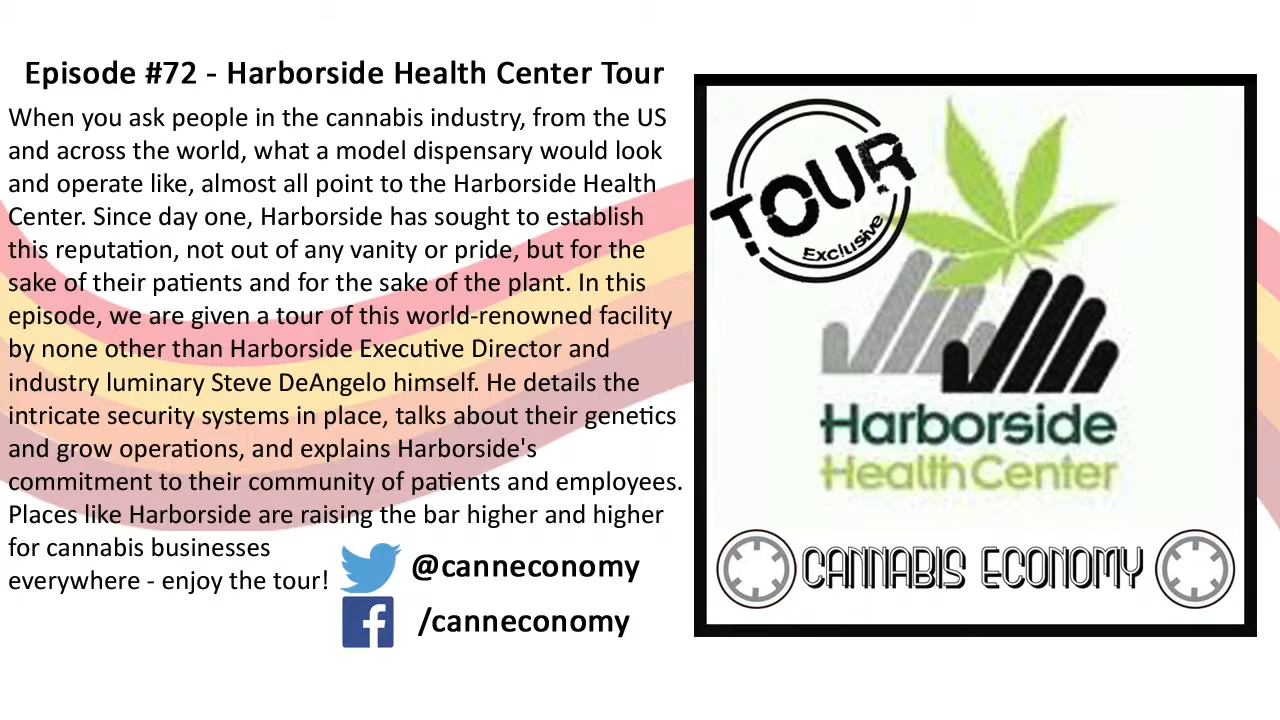 Episode #72 - Harborside Health Center Tour
When you ask people in the cannabis industry, from the US
and across the world, what a model dispensary would look
and operate like, almost all point to the Harborside Health
Center. Since day one, Harborside has sought to establish
this reputation, not out of any vanity or pride, but for the
sake of their patients and for the sake of the plant. In this
episode, we are given a tour of this world-renowned facility
by none other than Harborside Executive Director and
industry luminary Steve DeAngelo himself. He details the
intricate security systems in place, talks about their genetics
and grow operations, and explains Harborside's
commitment to their community of patients and employees.
Places like Harborside are raising the bar higher and higher
for cannabis businesses
everywhere - enjoy the tour!
@canneconomy
/canneconomy
TOUR
Exclusive
Harborside
Health Center
CANNABIS ECONOMY